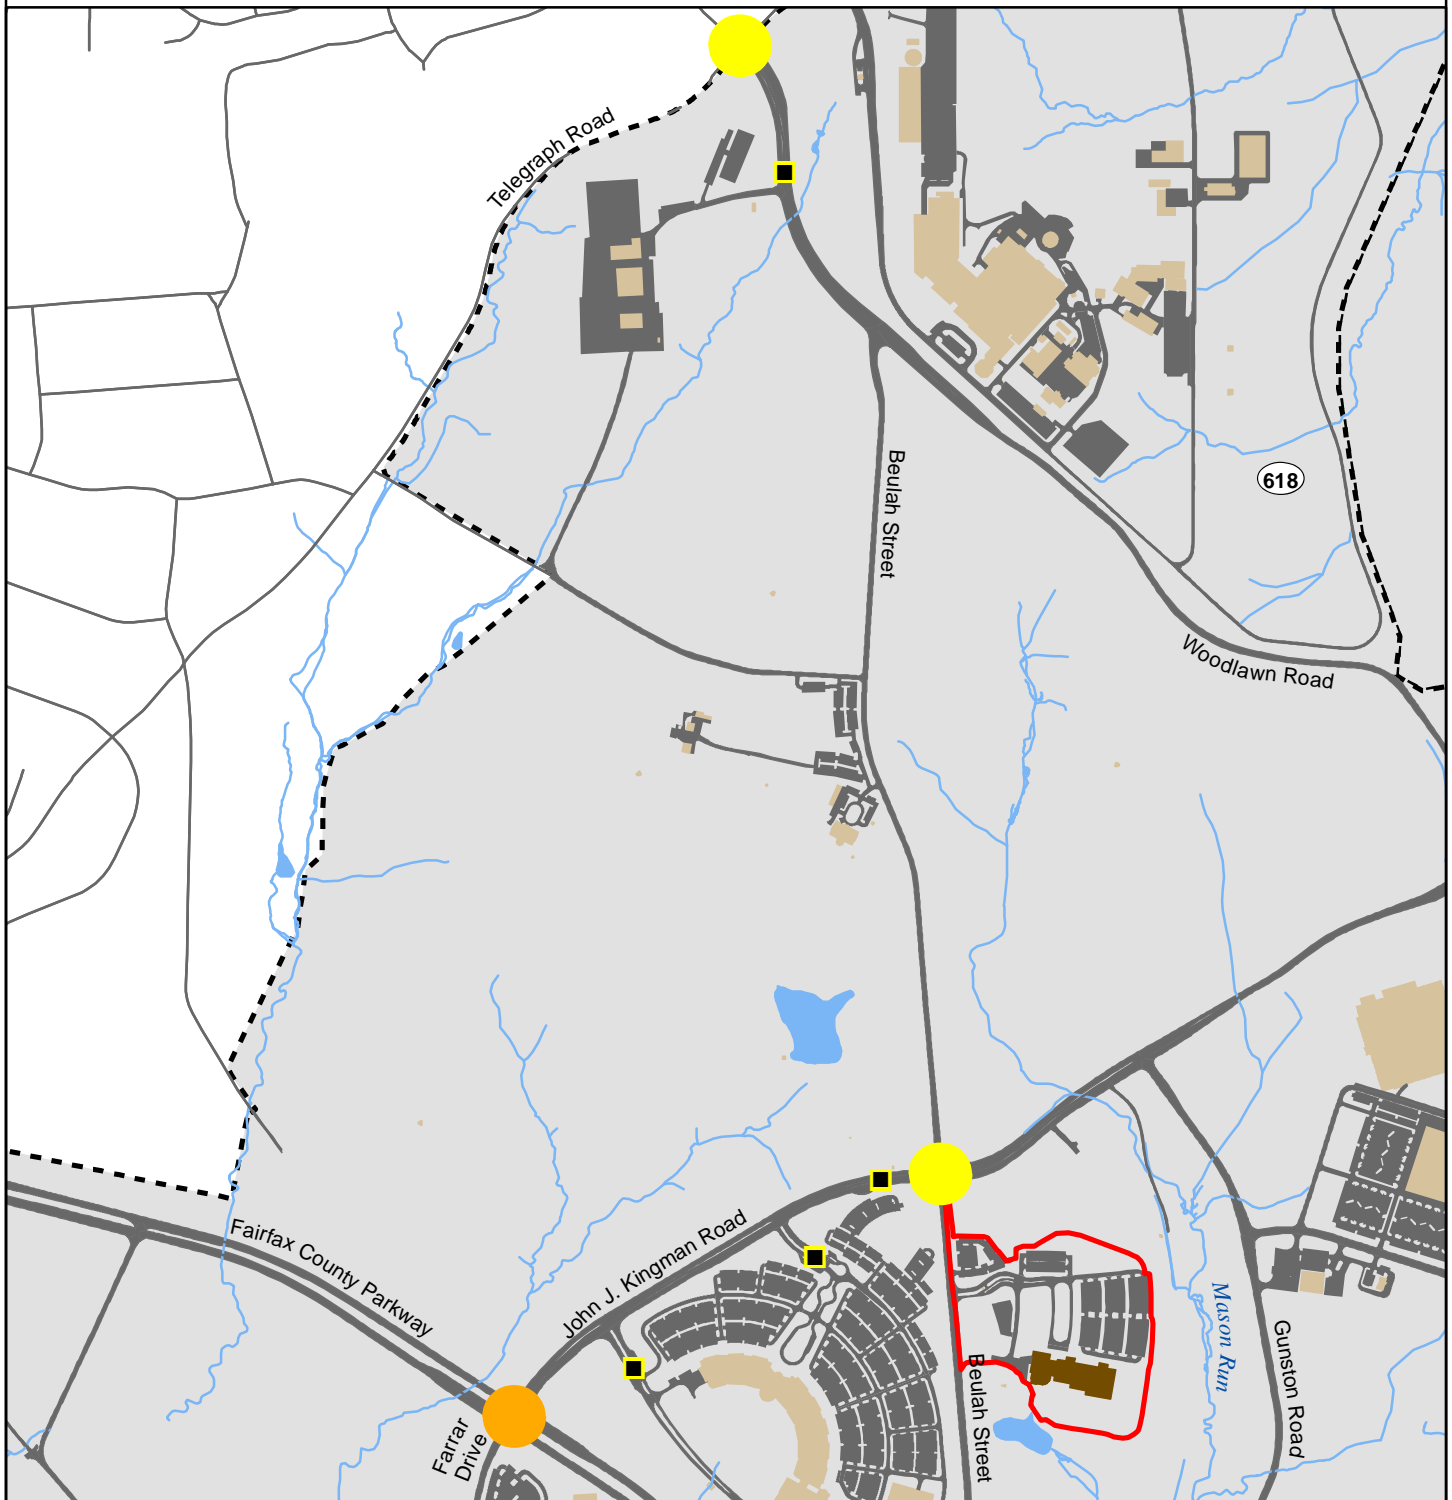 Telegraph Road
Beulah Street
618
Woodlawn Road
Fairfax County Parkway
John J. Kingman Road
Mason Run
Gunston Road
Beulah Street
Farrar
Drive